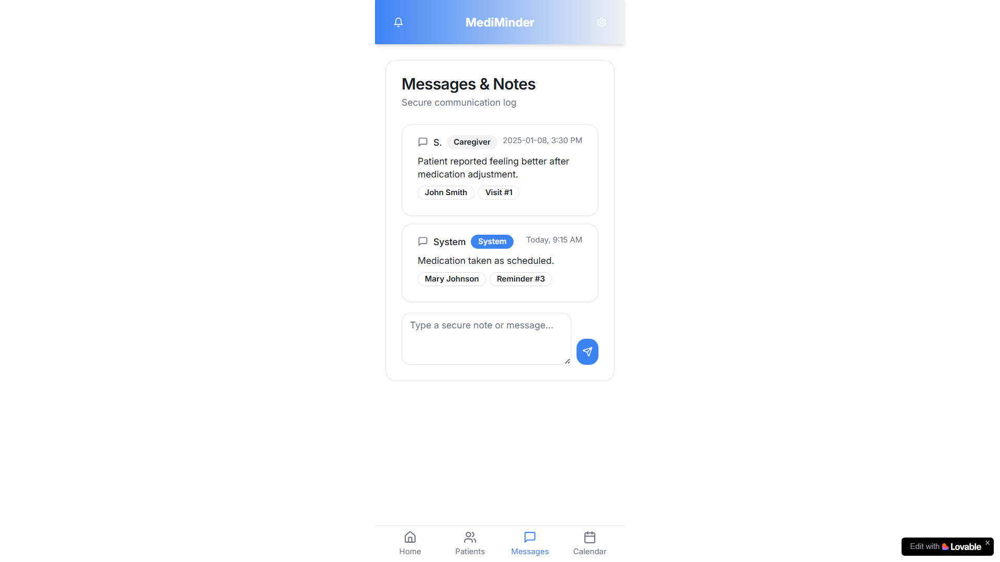 MediMinder
Messages & Notes
Secure communication log
S. Caregiver 2025-01-08, 3:30 PM
Patient reported feeling better after
medication adjustment.
John Smith Visit #1
System System Today, 9:15 AM
Medication taken as scheduled.
Mary Johnson Reminder #3
Type a secure note or message...
Home Patients Messages Calendar
Edit with Lovable ×